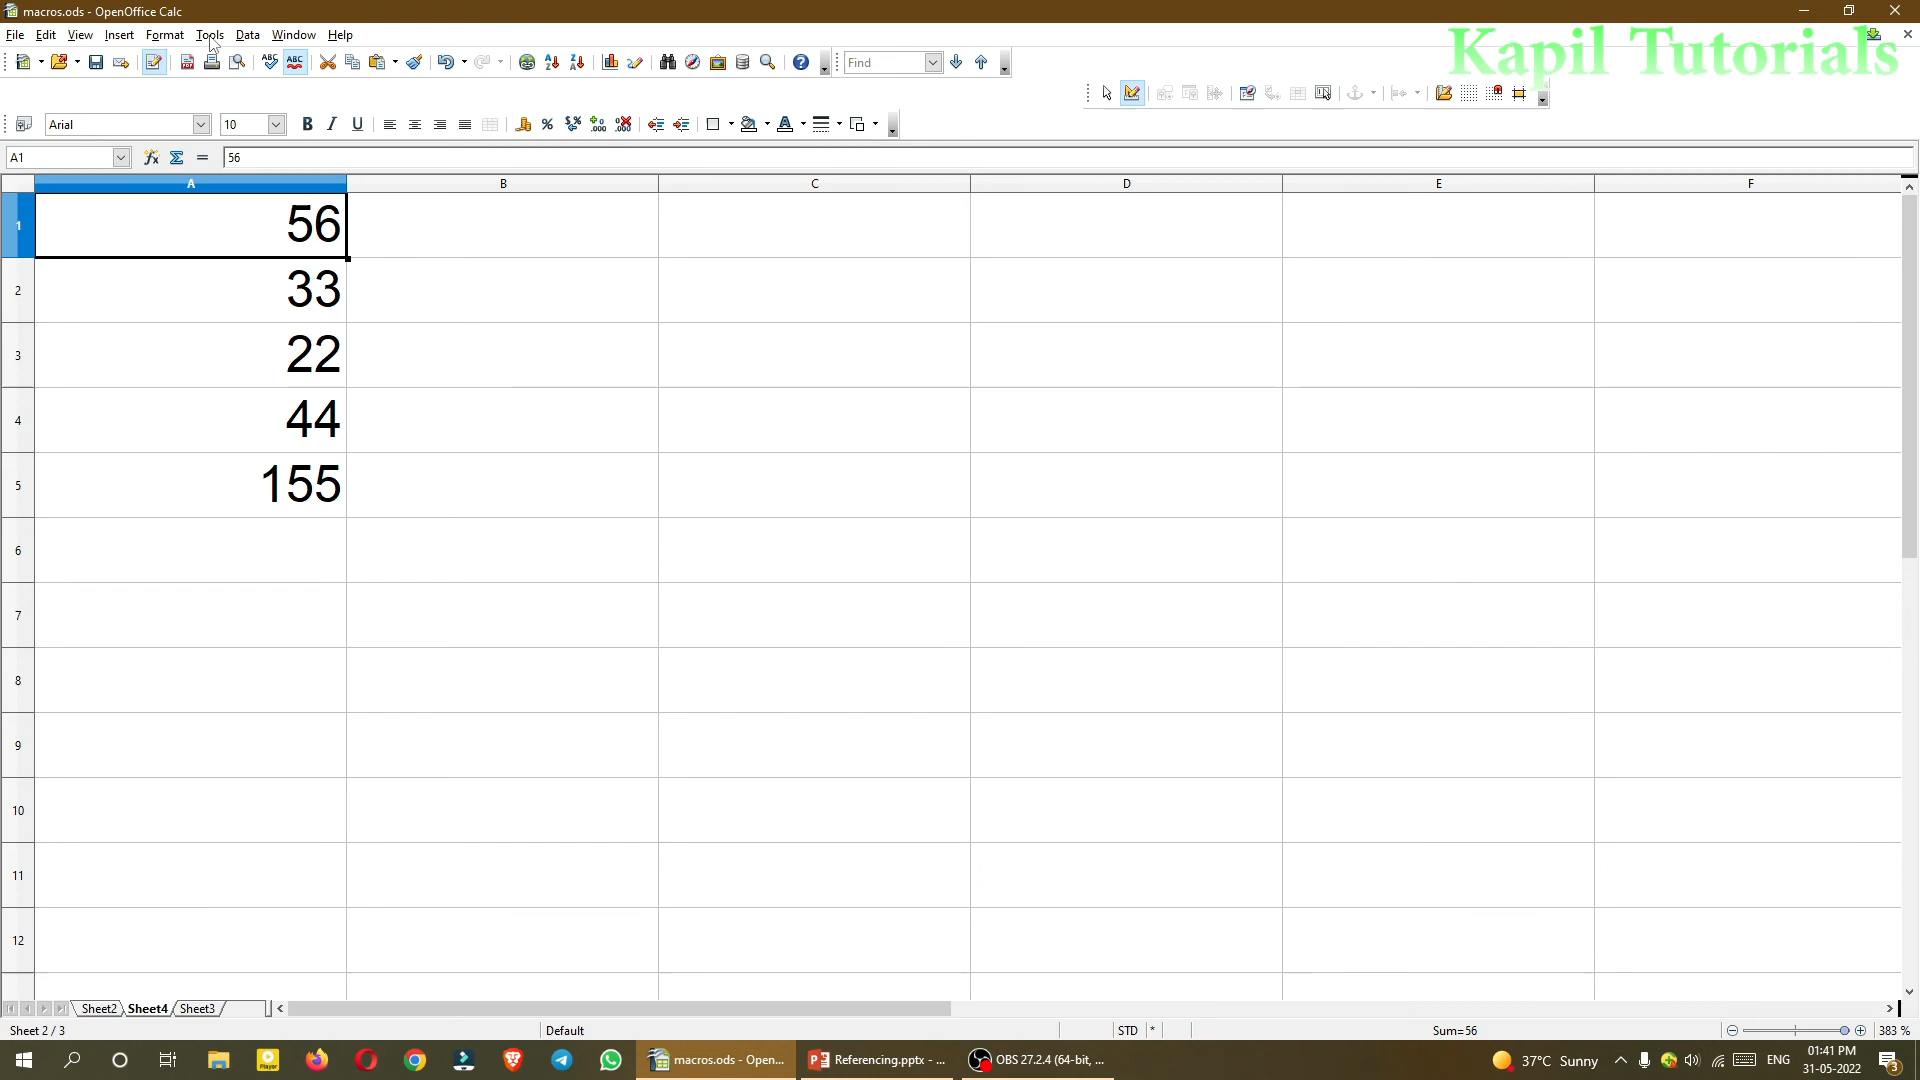 macros.ods - OpenOffice Calc
File Edit View Insert Format Tools Data Window Help
Kapil Tutorials
Find
Arial 10
A1 56
A B C D E F
1 56
2 33
3 22
4 44
5 155
6
7
8
9
10
11
12
Sheet2 Sheet4 Sheet3
Sheet 2 / 3 Default STD * Sum=56 383 %
macros.ods - Open... Referencing.pptx - ... OBS 27.2.4 (64-bit, ... 37°C Sunny ENG 01:41 PM
31-05-2022 3